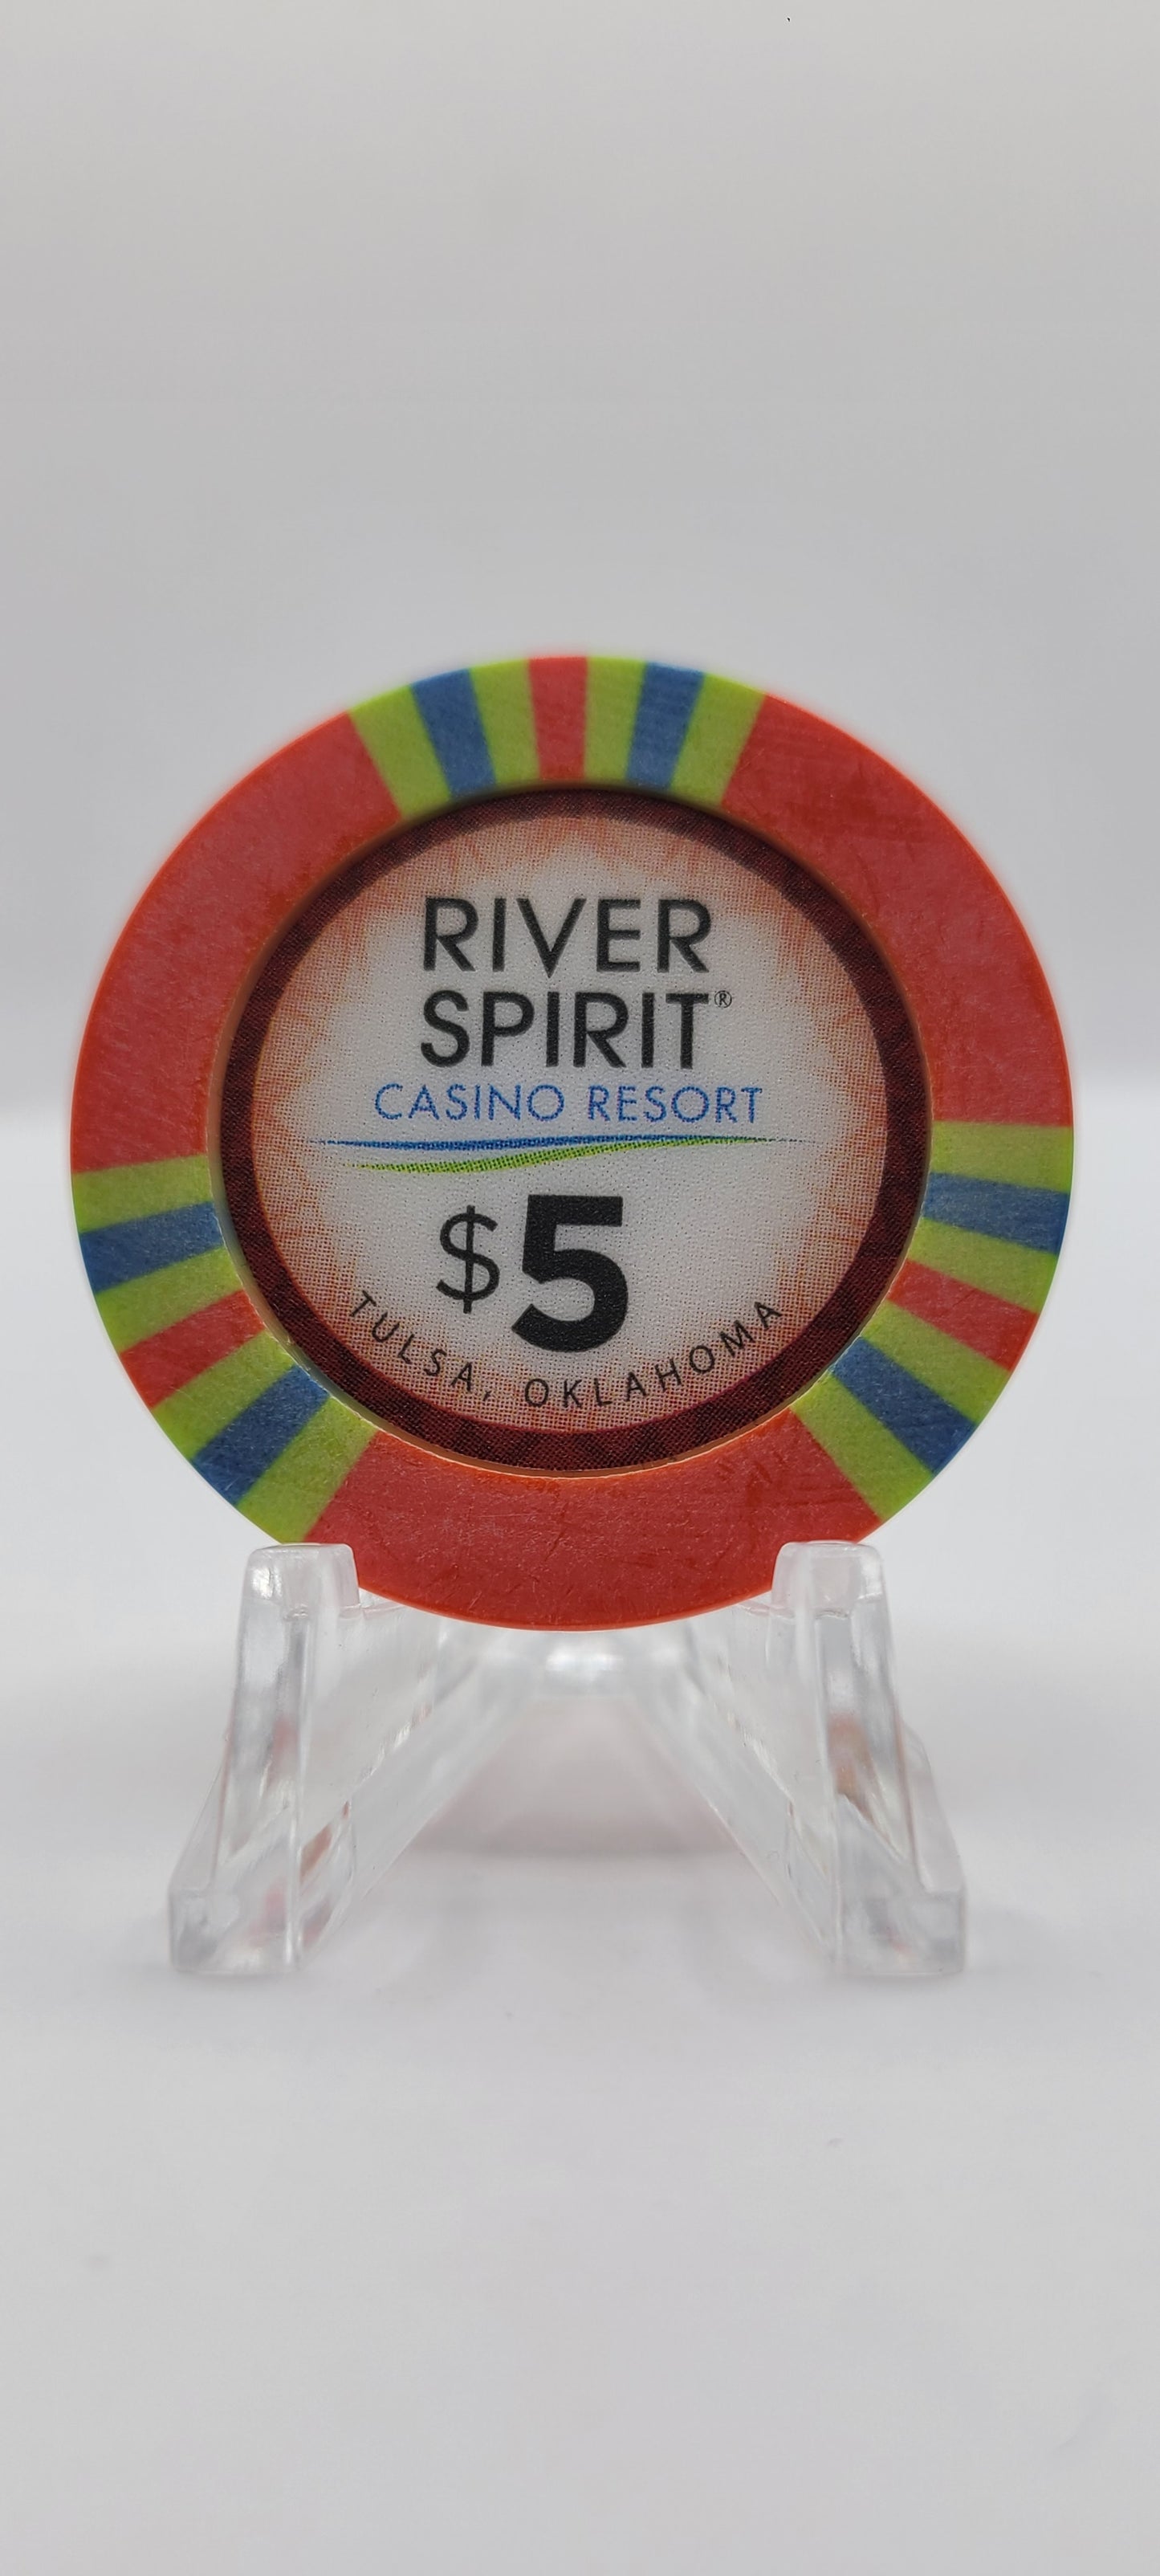 RIVER
SPIRIT®
CASINO RESORT
$5
TULSA, OKLAHOMA